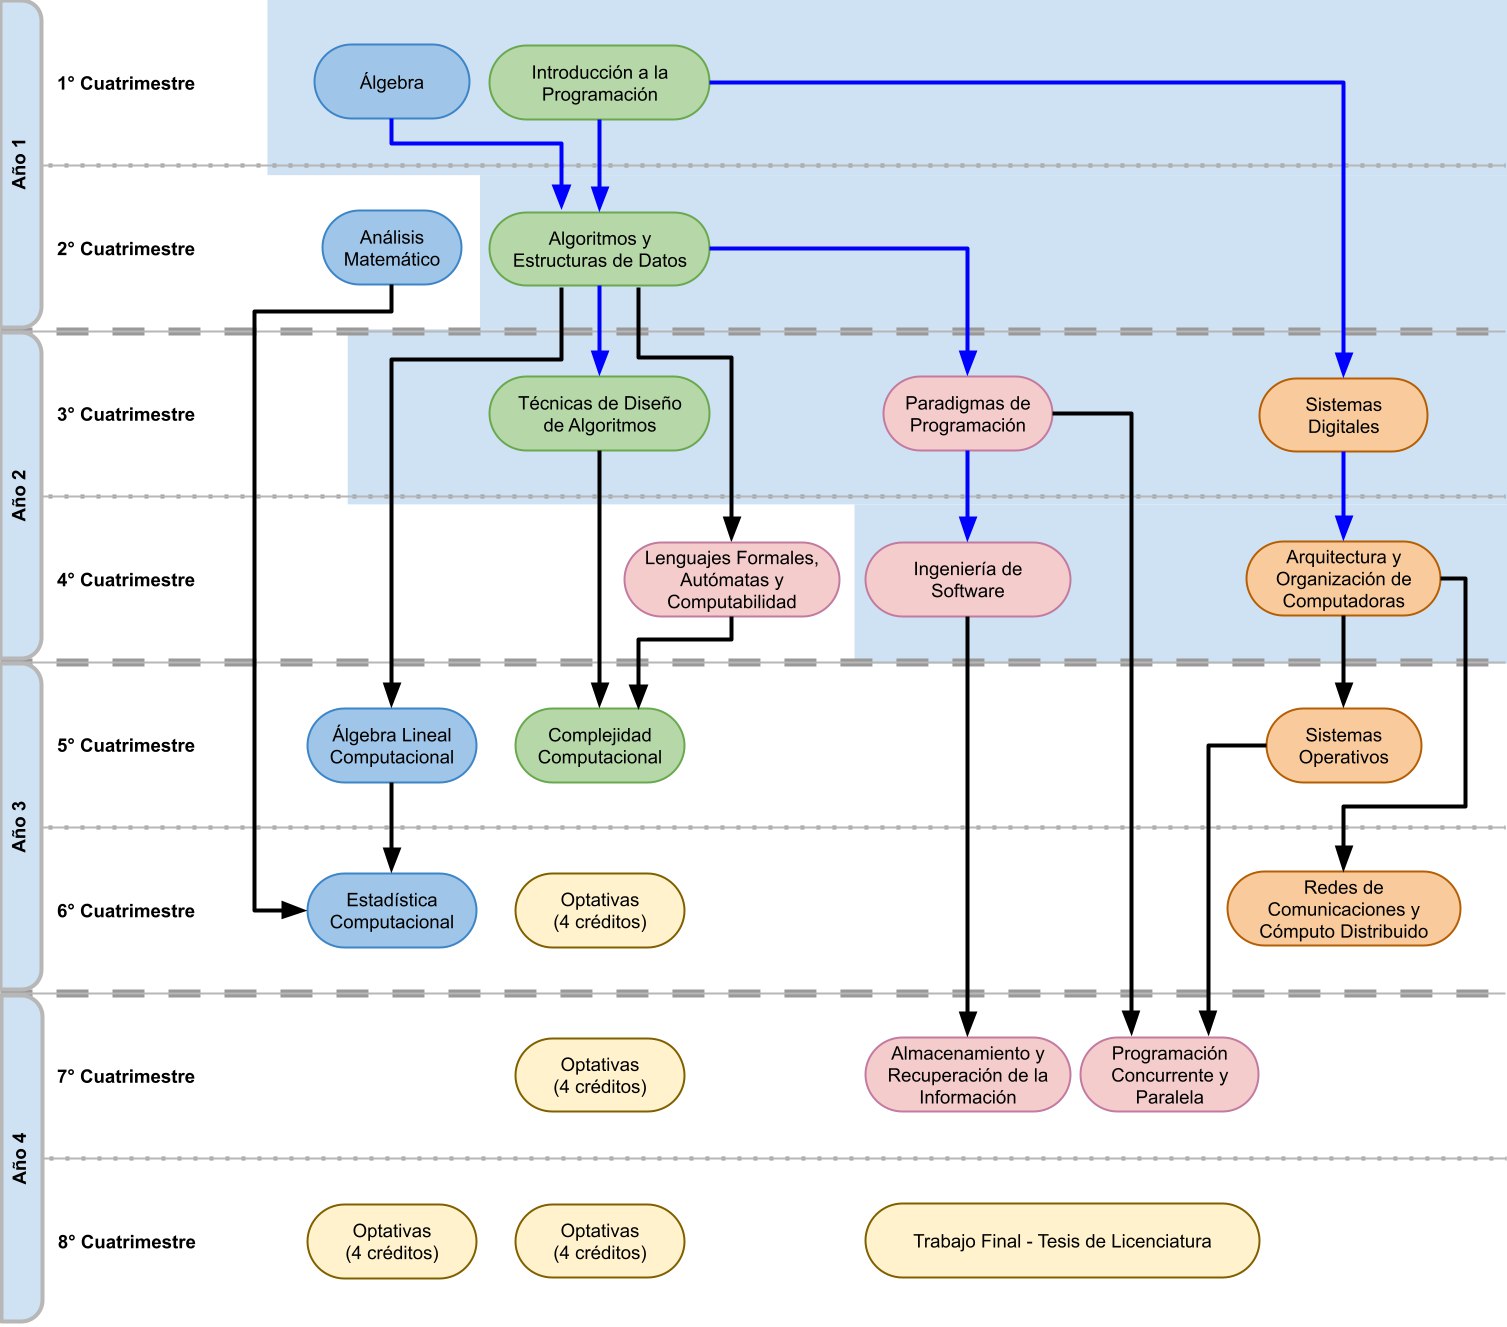 Año 1
1° Cuatrimestre
Álgebra
Introducción a la
Programación
2° Cuatrimestre
Análisis
Matemático
Algoritmos y
Estructuras de Datos
Año 2
3° Cuatrimestre
Técnicas de Diseño
de Algoritmos
Paradigmas de
Programación
Sistemas
Digitales
4° Cuatrimestre
Lenguajes Formales,
Autómatas y
Computabilidad
Ingeniería de
Software
Arquitectura y
Organización de
Computadoras
Año 3
5° Cuatrimestre
Álgebra Lineal
Computacional
Complejidad
Computacional
Sistemas
Operativos
6° Cuatrimestre
Estadística
Computacional
Optativas
(4 créditos)
Redes de
Comunicaciones y
Cómputo Distribuido
Año 4
7° Cuatrimestre
Optativas
(4 créditos)
Almacenamiento y
Recuperación de la
Información
Programación
Concurrente y
Paralela
8° Cuatrimestre
Optativas
(4 créditos)
Optativas
(4 créditos)
Trabajo Final - Tesis de Licenciatura